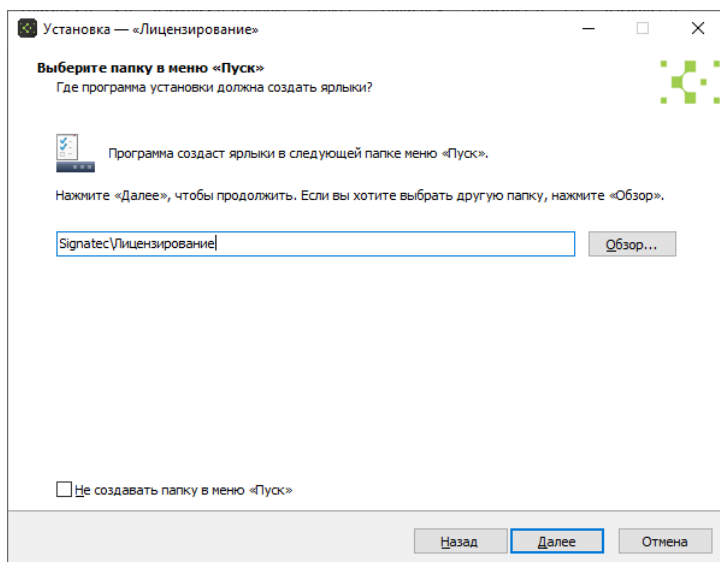 Установка — «Лицензирование»
Выберите папку в меню «Пуск»
Где программа установки должна создать ярлыки?
Программа создаст ярлыки в следующей папке меню «Пуск».
Нажмите «Далее», чтобы продолжить. Если вы хотите выбрать другую папку, нажмите «Обзор».
Signatec\Лицензирование
Обзор...
Не создавать папку в меню «Пуск»
Назад
Далее
Отмена